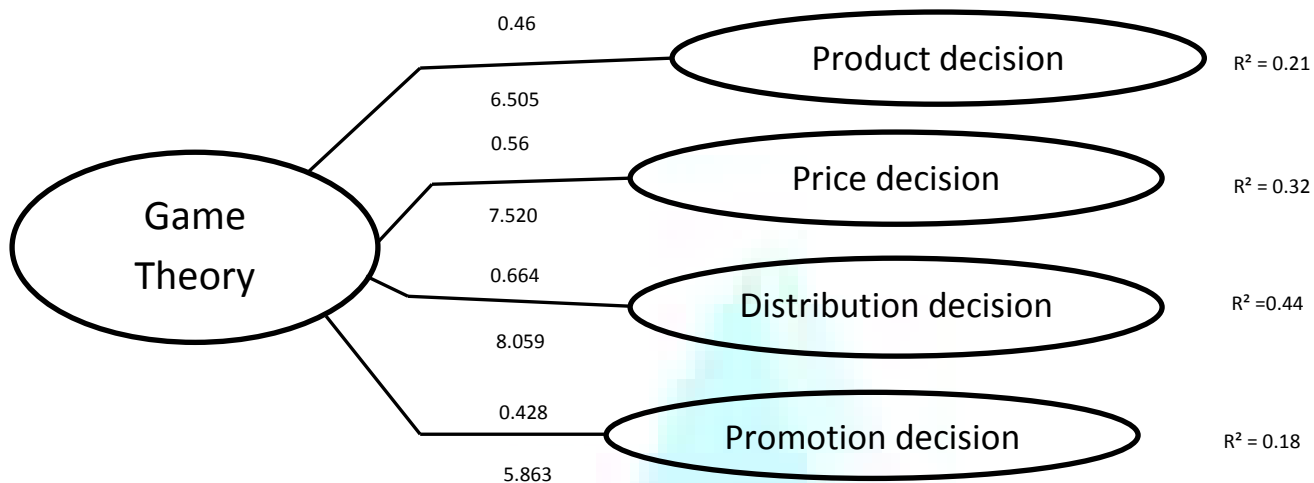 0.46
Product decision
R² = 0.21
6.505
0.56
Price decision
R² = 0.32
7.520
Game
Theory
0.664
Distribution decision
R² =0.44
8.059
0.428
Promotion decision
R² = 0.18
5.863